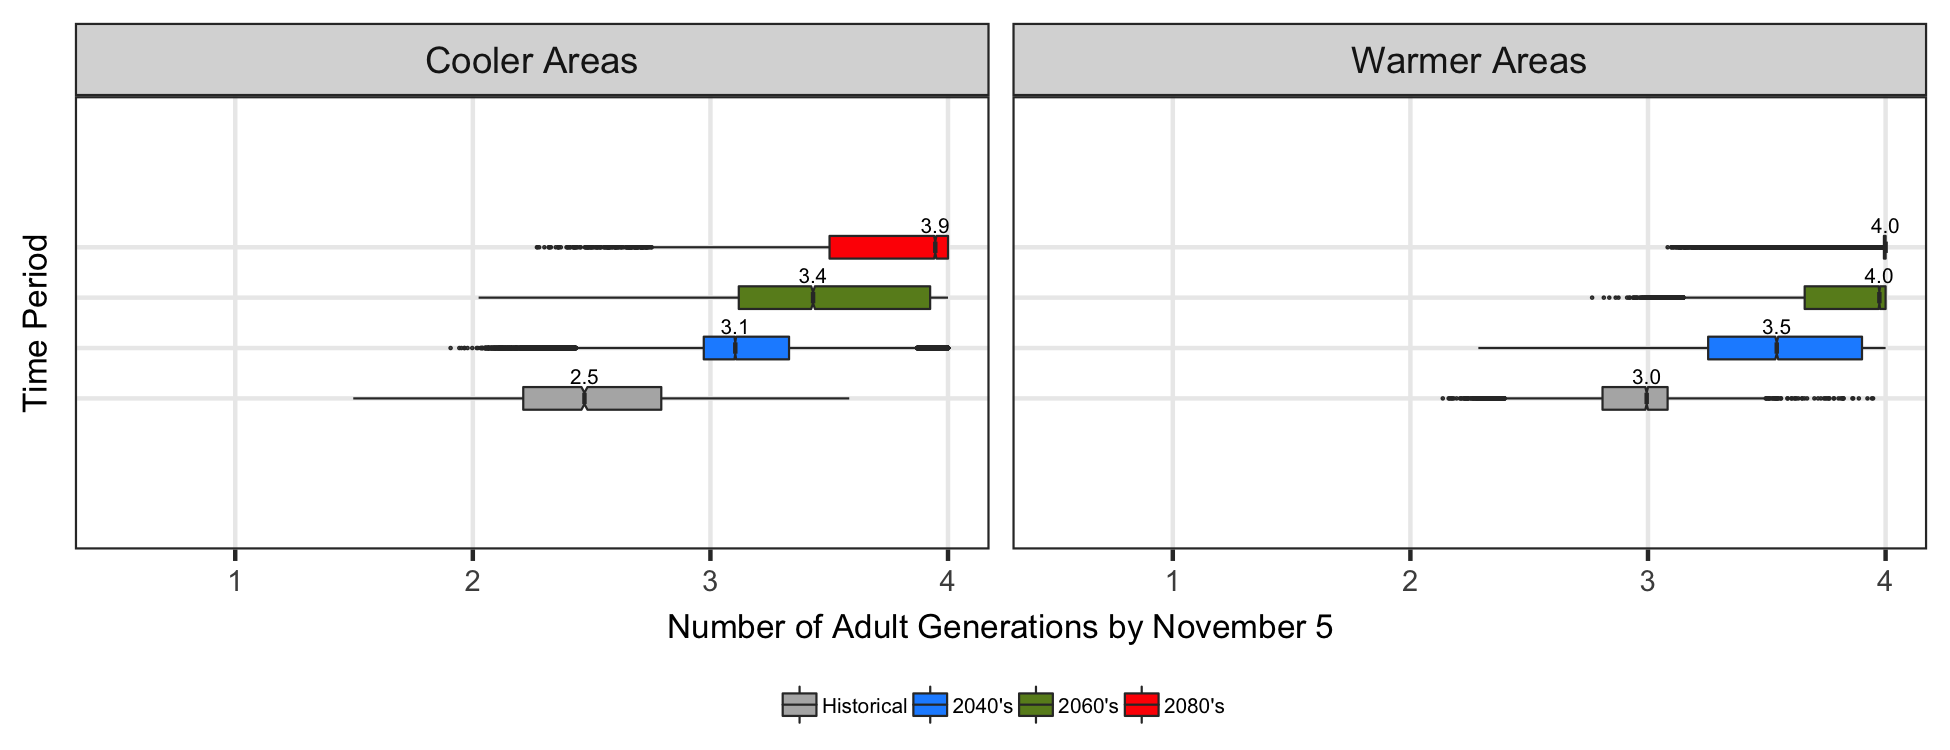 Cooler Areas
Warmer Areas
Time Period
3.9
3.4
3.1
2.5
4.0
4.0
3.5
3.0
1 2 3 4
1 2 3 4
Number of Adult Generations by November 5
Historical 2040's 2060's 2080's